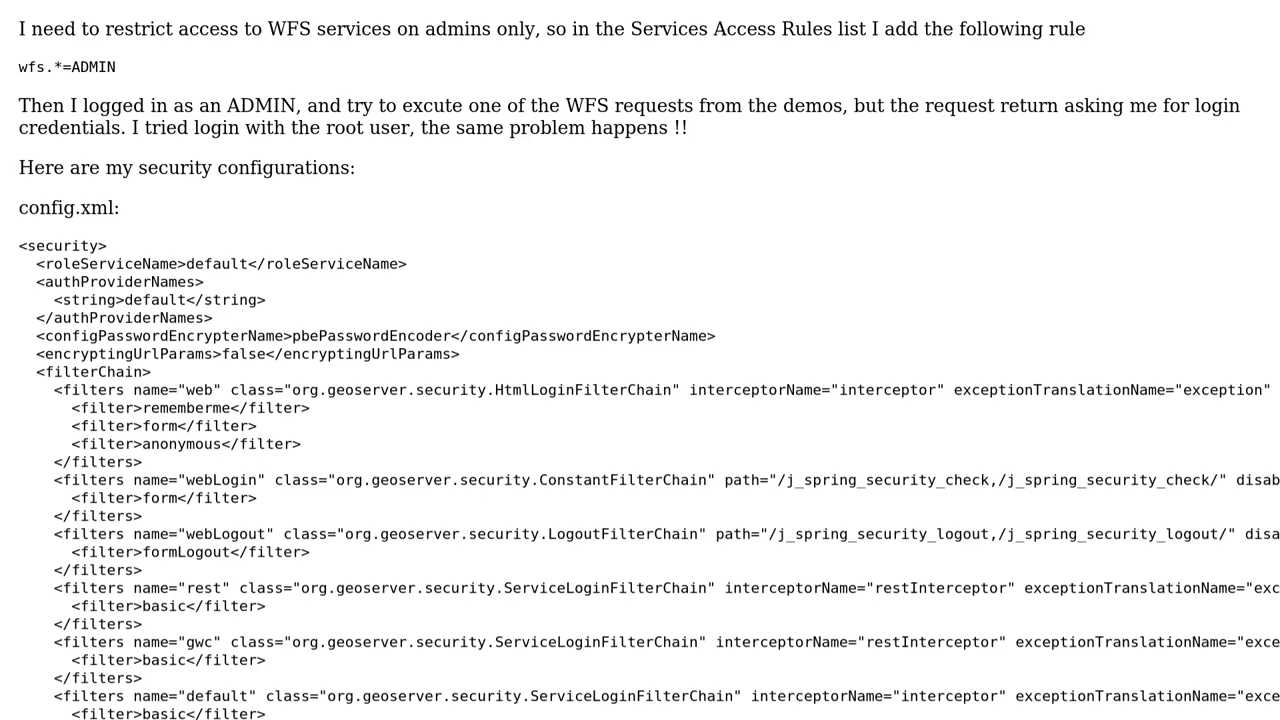 I need to restrict access to WFS services on admins only, so in the Services Access Rules list I add the following rule
wfs.*=ADMIN
Then I logged in as an ADMIN, and try to excute one of the WFS requests from the demos, but the request return asking me for login
credentials. I tried login with the root user, the same problem happens !!
Here are my security configurations:
config.xml:
<security>
  <roleServiceName>default</roleServiceName>
  <authProviderNames>
    <string>default</string>
  </authProviderNames>
  <configPasswordEncrypterName>pbePasswordEncoder</configPasswordEncrypterName>
  <encryptingUrlParams>false</encryptingUrlParams>
  <filterChain>
    <filters name="web" class="org.geoserver.security.HtmlLoginFilterChain" interceptorName="interceptor" exceptionTranslationName="exception"
      <filter>rememberme</filter>
      <filter>form</filter>
      <filter>anonymous</filter>
    </filters>
    <filters name="webLogin" class="org.geoserver.security.ConstantFilterChain" path="/j_spring_security_check,/j_spring_security_check/" disab
      <filter>form</filter>
    </filters>
    <filters name="webLogout" class="org.geoserver.security.LogoutFilterChain" path="/j_spring_security_logout,/j_spring_security_logout/" disa
      <filter>formLogout</filter>
    </filters>
    <filters name="rest" class="org.geoserver.security.ServiceLoginFilterChain" interceptorName="restInterceptor" exceptionTranslationName="exc
      <filter>basic</filter>
    </filters>
    <filters name="gwc" class="org.geoserver.security.ServiceLoginFilterChain" interceptorName="restInterceptor" exceptionTranslationName="exce
      <filter>basic</filter>
    </filters>
    <filters name="default" class="org.geoserver.security.ServiceLoginFilterChain" interceptorName="interceptor" exceptionTranslationName="exce
      <filter>basic</filter>